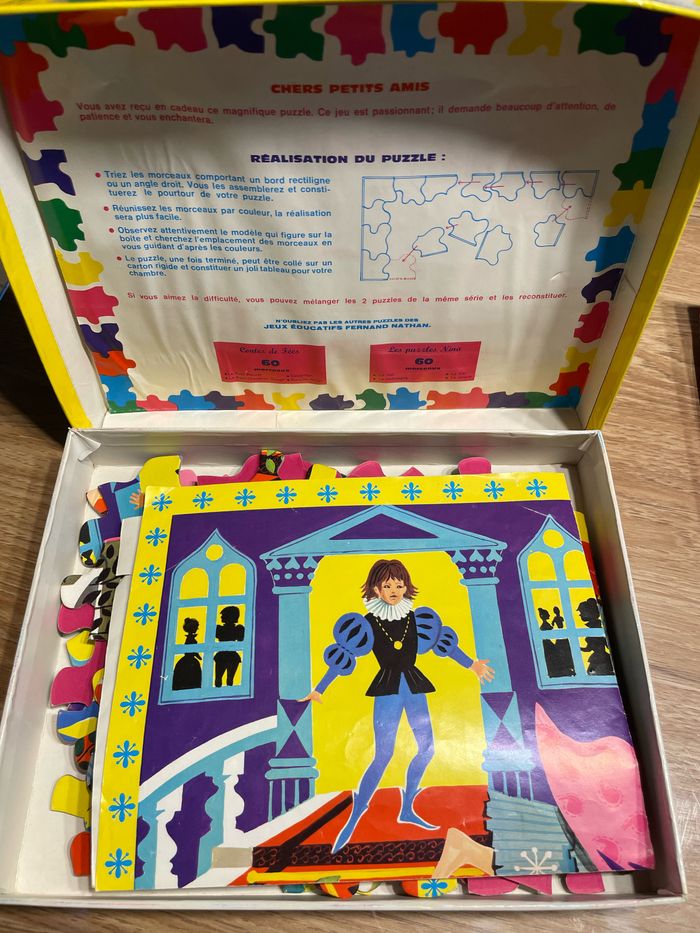 CHERS PETITS AMIS
Vous avez reçu en cadeau ce magnifique puzzle. Ce jeu est passionnant; il demande beaucoup d'attention, de
patience et vous enchantera.
RÉALISATION DU PUZZLE :
• Triez les morceaux comportant un bord rectiligne
ou un angle droit. Vous les assemblerez et consti-
tuerez le pourtour de votre puzzle.
• Réunissez les morceaux par couleur, la réalisation
sera plus facile.
• Observez attentivement le modèle qui figure sur la
boîte et cherchez l'emplacement des morceaux en
vous guidant d'après les couleurs.
• Le puzzle, une fois terminé, peut être collé sur un
carton rigide et constituer un joli tableau pour votre
chambre.
Si vous aimez la difficulté, vous pouvez mélanger les 2 puzzles de la même série et les reconstituer.
N'OUBLIEZ PAS LES AUTRES PUZZLES DES
JEUX ÉDUCATIFS FERNAND NATHAN.
Contes de Fées
60
morceaux
Les puzzles Nina
60
morceaux